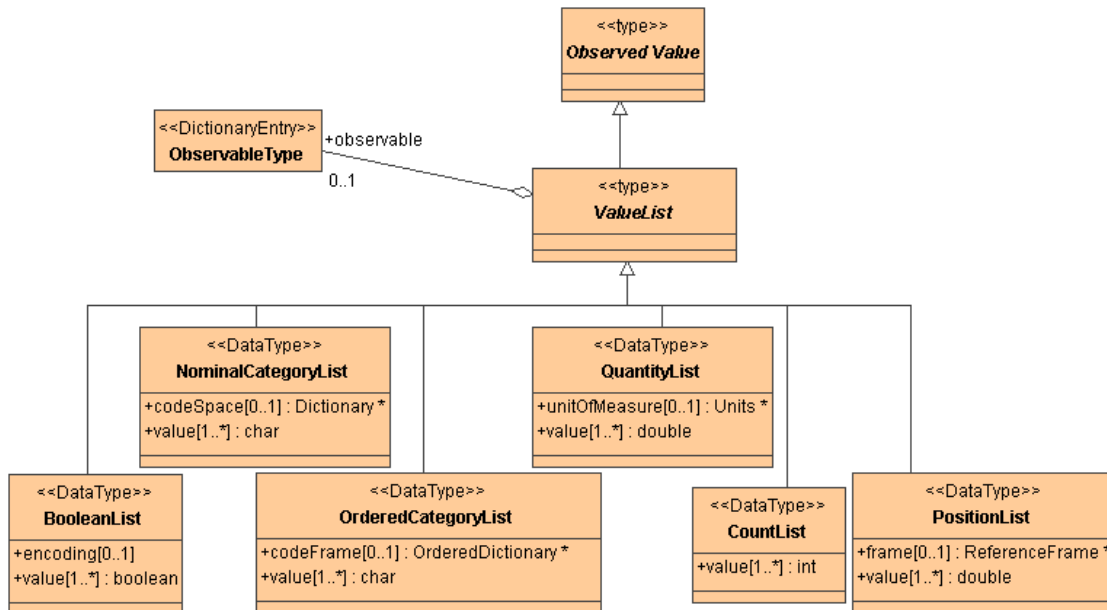 <<type>>
Observed Value
<<DictionaryEntry>>
ObservableType
+observable
0..1
<<type>>
ValueList
<<DataType>>
NominalCategoryList
+codeSpace[0..1] : Dictionary *
+value[1..*] : char
<<DataType>>
QuantityList
+unitOfMeasure[0..1] : Units *
+value[1..*] : double
<<DataType>>
BooleanList
+encoding[0..1]
+value[1..*] : boolean
<<DataType>>
OrderedCategoryList
+codeFrame[0..1] : OrderedDictionary *
+value[1..*] : char
<<DataType>>
CountList
+value[1..*] : int
<<DataType>>
PositionList
+frame[0..1] : ReferenceFrame *
+value[1..*] : double